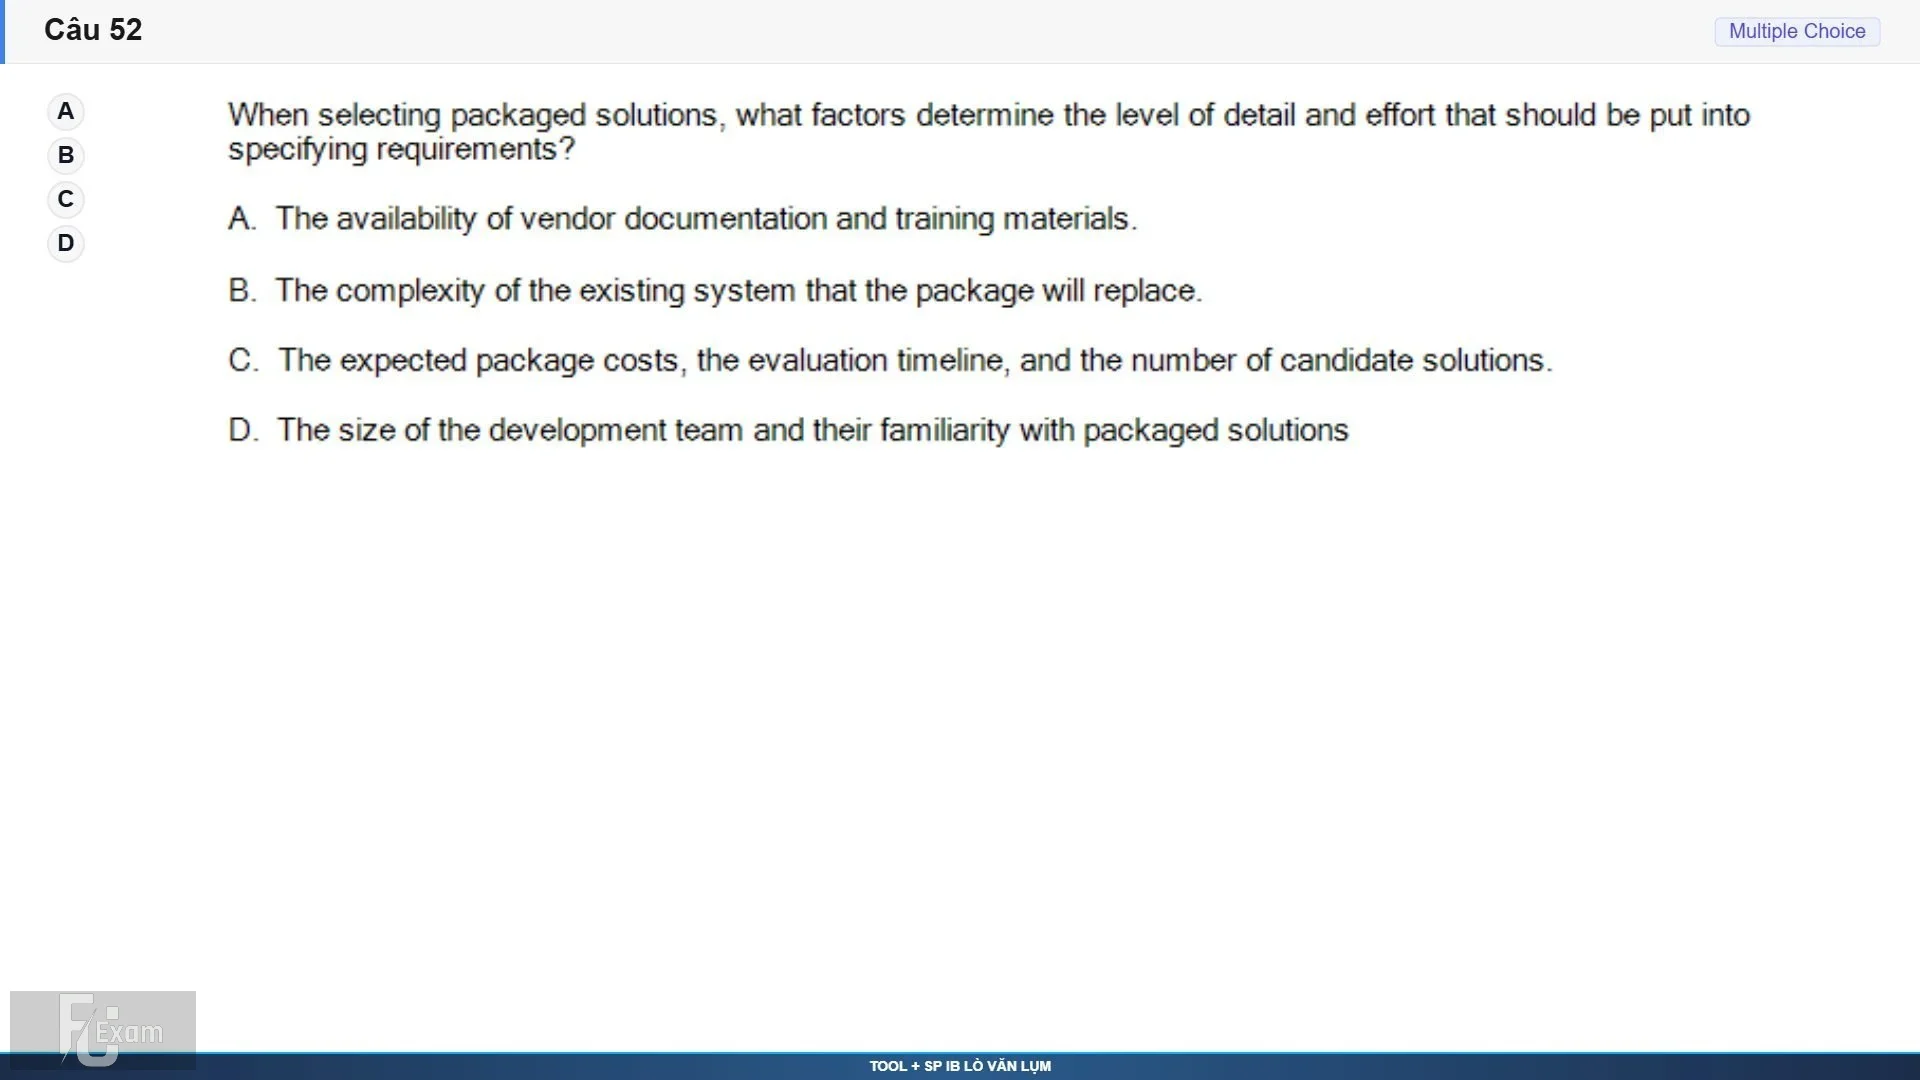 Câu 52
Multiple Choice
A
B
C
D
When selecting packaged solutions, what factors determine the level of detail and effort that should be put into
specifying requirements?
A. The availability of vendor documentation and training materials.
B. The complexity of the existing system that the package will replace.
C. The expected package costs, the evaluation timeline, and the number of candidate solutions.
D. The size of the development team and their familiarity with packaged solutions
FU Exam
TOOL + SP IB LÒ VĂN LỤM